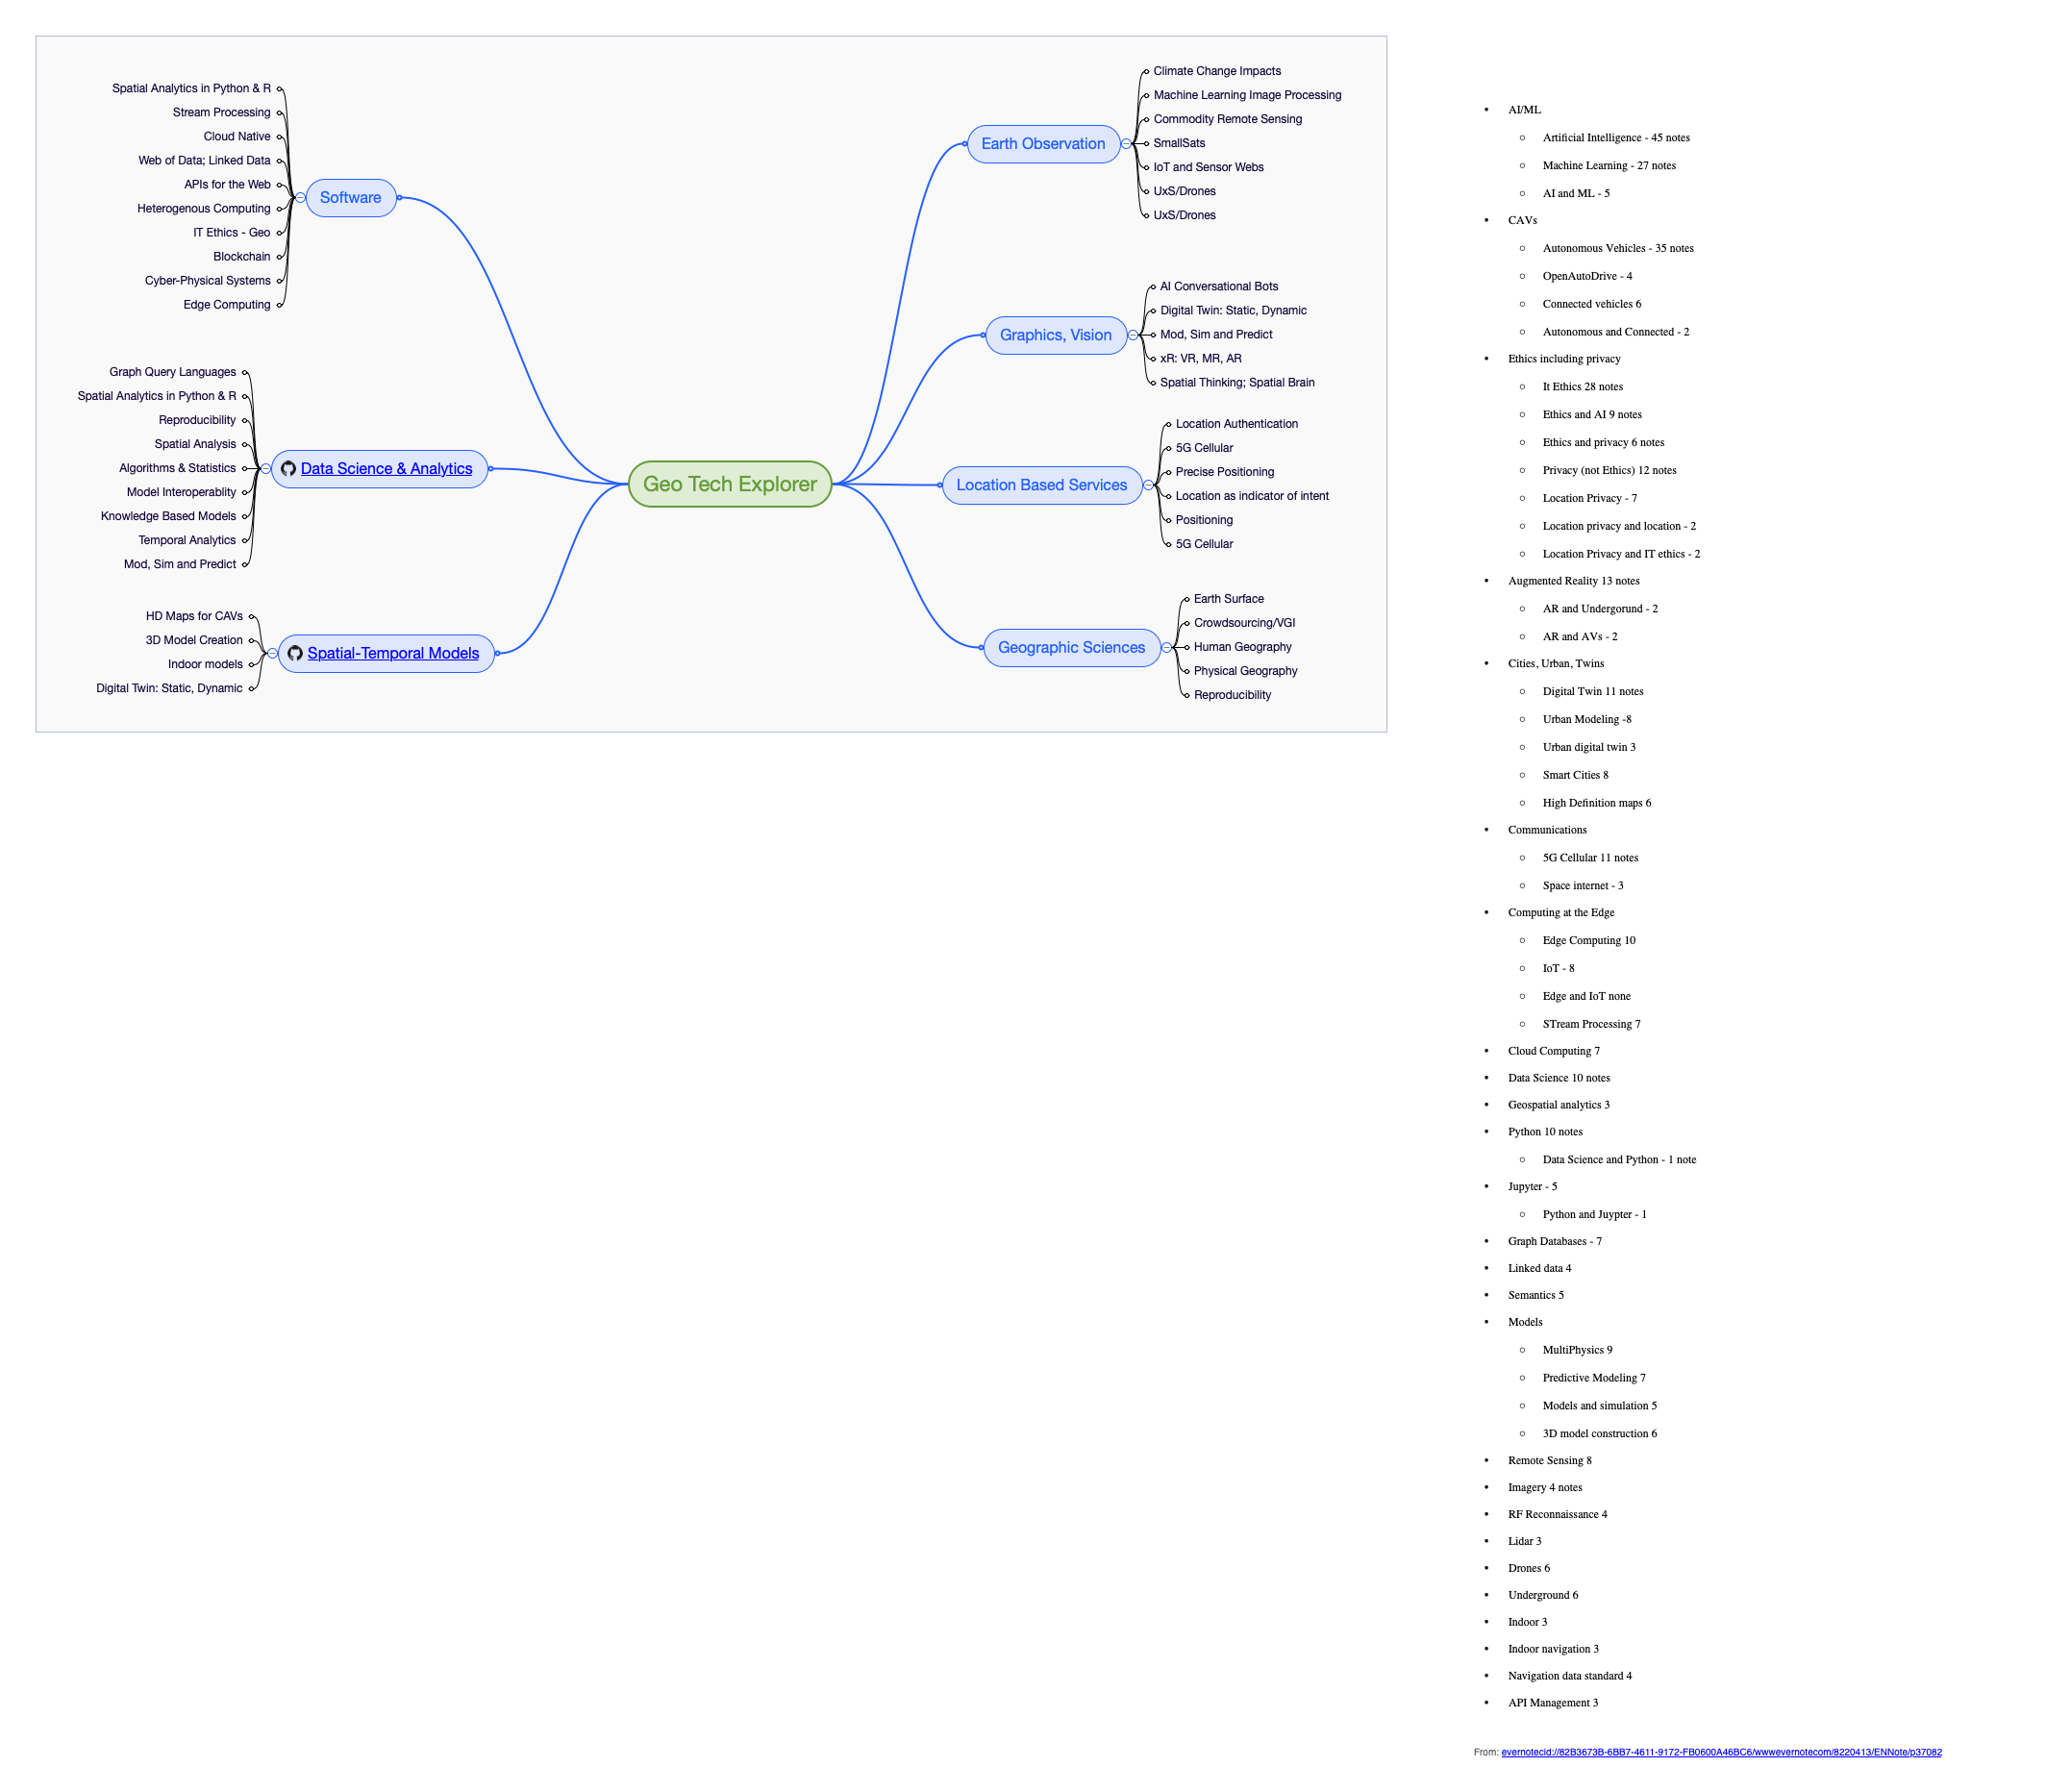 Spatial Analytics in Python & R
Stream Processing
Cloud Native
Web of Data; Linked Data
APIs for the Web
Heterogenous Computing
IT Ethics - Geo
Blockchain
Cyber-Physical Systems
Edge Computing
Software
Graph Query Languages
Spatial Analytics in Python & R
Reproducibility
Spatial Analysis
Algorithms & Statistics
Model Interoperablity
Knowledge Based Models
Temporal Analytics
Mod, Sim and Predict
Data Science & Analytics
HD Maps for CAVs
3D Model Creation
Indoor models
Digital Twin: Static, Dynamic
Spatial-Temporal Models
Geo Tech Explorer
Earth Observation
Climate Change Impacts
Machine Learning Image Processing
Commodity Remote Sensing
SmallSats
IoT and Sensor Webs
UxS/Drones
UxS/Drones
Graphics, Vision
AI Conversational Bots
Digital Twin: Static, Dynamic
Mod, Sim and Predict
xR: VR, MR, AR
Spatial Thinking; Spatial Brain
Location Based Services
Location Authentication
5G Cellular
Precise Positioning
Location as indicator of intent
Positioning
5G Cellular
Geographic Sciences
Earth Surface
Crowdsourcing/VGI
Human Geography
Physical Geography
Reproducibility
• AI/ML
○ Artificial Intelligence - 45 notes
○ Machine Learning - 27 notes
○ AI and ML - 5
• CAVs
○ Autonomous Vehicles - 35 notes
○ OpenAutoDrive - 4
○ Connected vehicles 6
○ Autonomous and Connected - 2
• Ethics including privacy
○ It Ethics 28 notes
○ Ethics and AI 9 notes
○ Ethics and privacy 6 notes
○ Privacy (not Ethics) 12 notes
○ Location Privacy - 7
○ Location privacy and location - 2
○ Location Privacy and IT ethics - 2
• Augmented Reality 13 notes
○ AR and Undergorund - 2
○ AR and AVs - 2
• Cities, Urban, Twins
○ Digital Twin 11 notes
○ Urban Modeling -8
○ Urban digital twin 3
○ Smart Cities 8
○ High Definition maps 6
• Communications
○ 5G Cellular 11 notes
○ Space internet - 3
• Computing at the Edge
○ Edge Computing 10
○ IoT - 8
○ Edge and IoT none
○ STream Processing 7
• Cloud Computing 7
• Data Science 10 notes
• Geospatial analytics 3
• Python 10 notes
○ Data Science and Python - 1 note
• Jupyter - 5
○ Python and Juypter - 1
• Graph Databases - 7
• Linked data 4
• Semantics 5
• Models
○ MultiPhysics 9
○ Predictive Modeling 7
○ Models and simulation 5
○ 3D model construction 6
• Remote Sensing 8
• Imagery 4 notes
• RF Reconnaissance 4
• Lidar 3
• Drones 6
• Underground 6
• Indoor 3
• Indoor navigation 3
• Navigation data standard 4
• API Management 3
From: evernotecid://82B3673B-6BB7-4611-9172-FB0600A46BC6/wwwevernotecom/8220413/ENNote/p37082